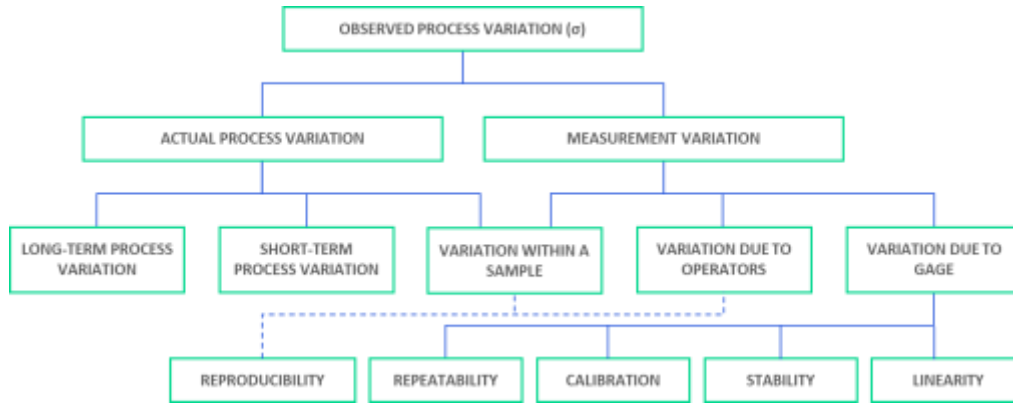 OBSERVED PROCESS VARIATION (σ)
ACTUAL PROCESS VARIATION
MEASUREMENT VARIATION
LONG-TERM PROCESS
VARIATION
SHORT-TERM
PROCESS VARIATION
VARIATION WITHIN A
SAMPLE
VARIATION DUE TO
OPERATORS
VARIATION DUE TO
GAGE
REPRODUCIBILITY
REPEATABILITY
CALIBRATION
STABILITY
LINEARITY